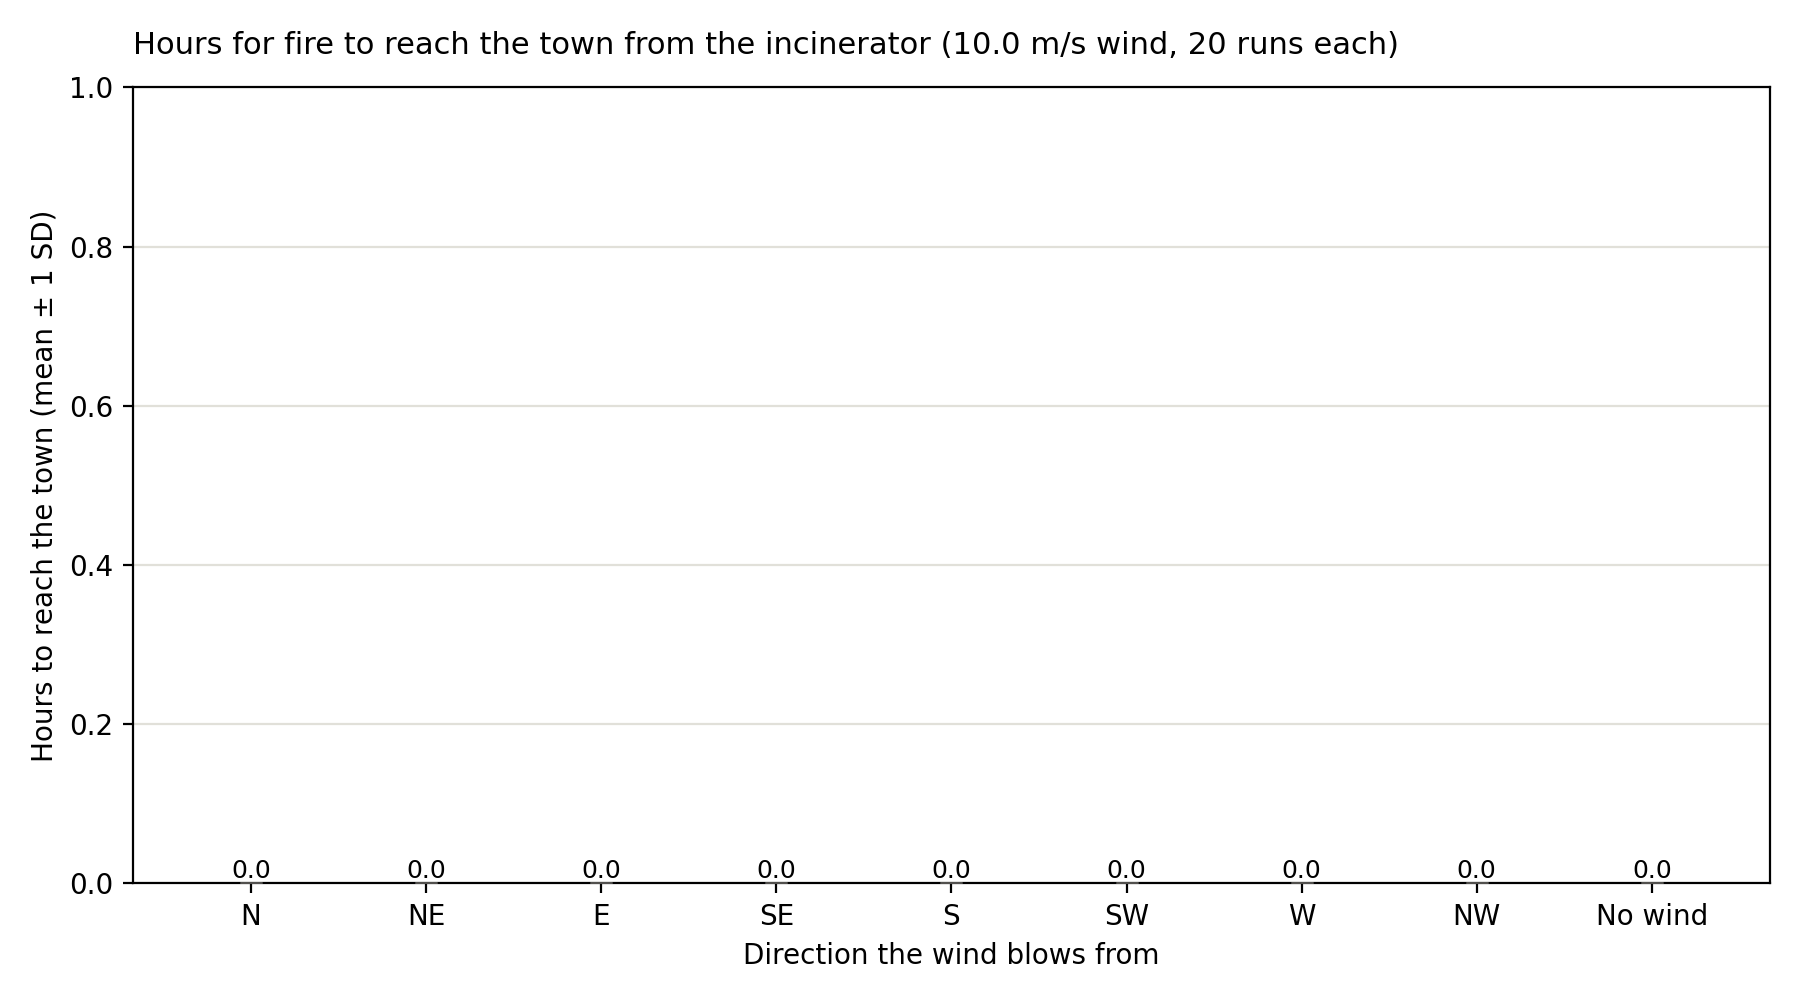 Hours for fire to reach the town from the incinerator (10.0 m/s wind, 20 runs each)
Hours to reach the town (mean ± 1 SD)
1.0
0.8
0.6
0.4
0.2
0.0
0.0 0.0 0.0 0.0 0.0 0.0 0.0 0.0 0.0
N NE E SE S SW W NW No wind
Direction the wind blows from